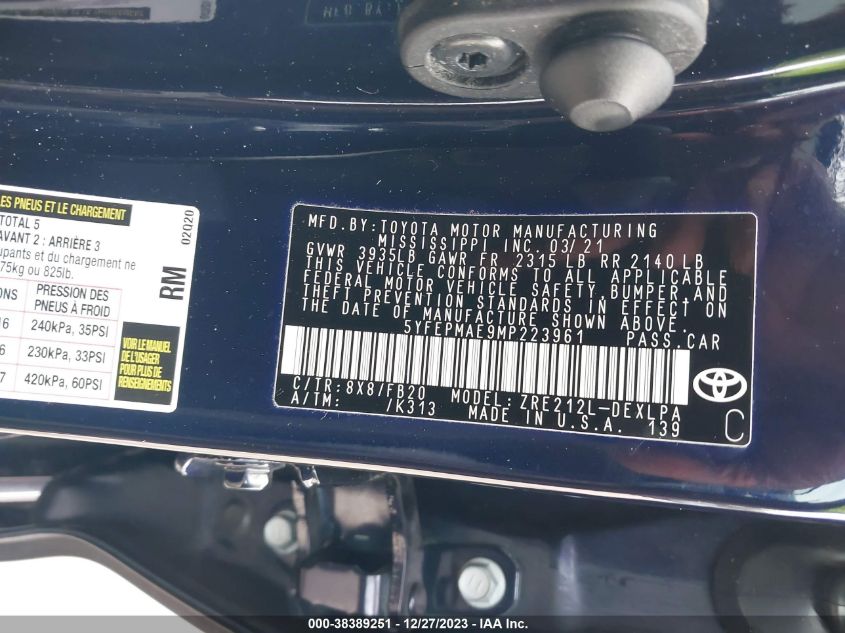 LES PNEUS ET LE CHARGEMENT
TOTAL 5
AVANT 2 : ARRIÈRE 3
upants et du chargement ne
75kg ou 825lb.
PRESSION DES
PNEUS À FROID
240kPa, 35PSI
230kPa, 33PSI
420kPa, 60PSI
02020
RM
VOIR LE MANUEL
DE L'USAGER
POUR PLUS DE
RENSEIGNEMENTS
MFD.BY:TOYOTA MOTOR MANUFACTURING
MISSISSIPPI INC. 03/21
GVWR 3935LB GAWR FR 2315 LB RR 2140 LB
THIS VEHICLE CONFORMS TO ALL APPLICABLE
FEDERAL MOTOR VEHICLE SAFETY, BUMPER, AND
THEFT PREVENTION STANDARDS IN EFFECT ON
THE DATE OF MANUFACTURE SHOWN ABOVE.
5YFEPMAE9MP223961 PASS.CAR
C/TR:8X8/FB20 MODEL:ZRE212L-DEXLPA
A/TM: /K313 MADE IN U.S.A. 139
C
000-38389251 - 12/27/2023 - IAA Inc.